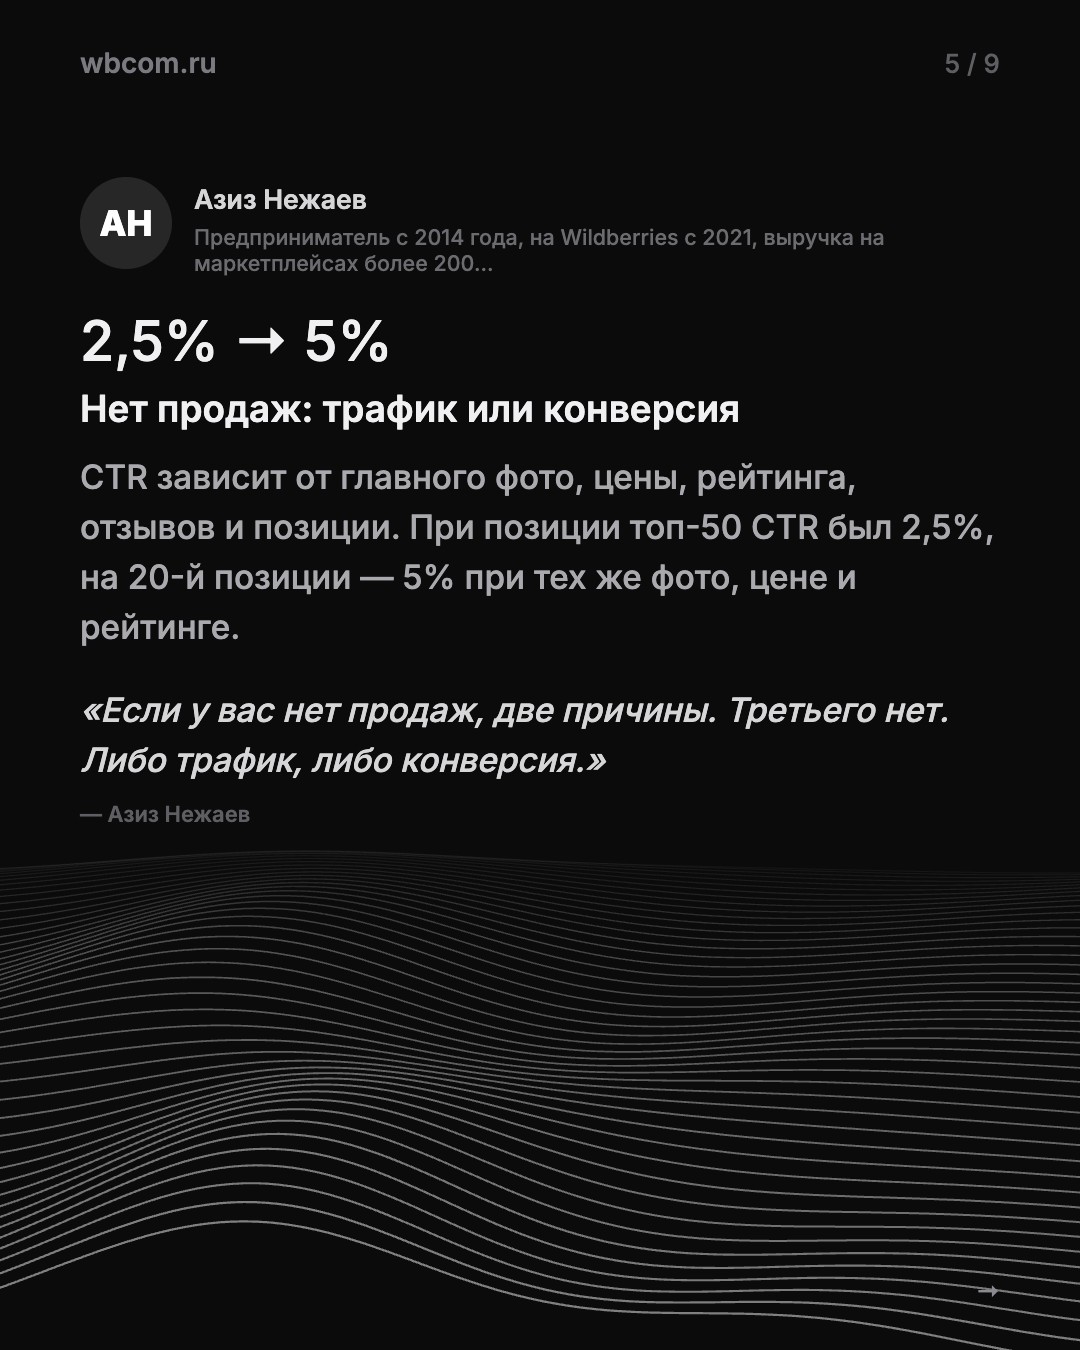 wbcom.ru
5 / 9
АН
Азиз Нежаев
Предприниматель с 2014 года, на Wildberries с 2021, выручка на
маркетплейсах более 200...
2,5% → 5%
Нет продаж: трафик или конверсия
CTR зависит от главного фото, цены, рейтинга,
отзывов и позиции. При позиции топ-50 CTR был 2,5%,
на 20-й позиции — 5% при тех же фото, цене и
рейтинге.
«Если у вас нет продаж, две причины. Третьего нет.
Либо трафик, либо конверсия.»
— Азиз Нежаев
→